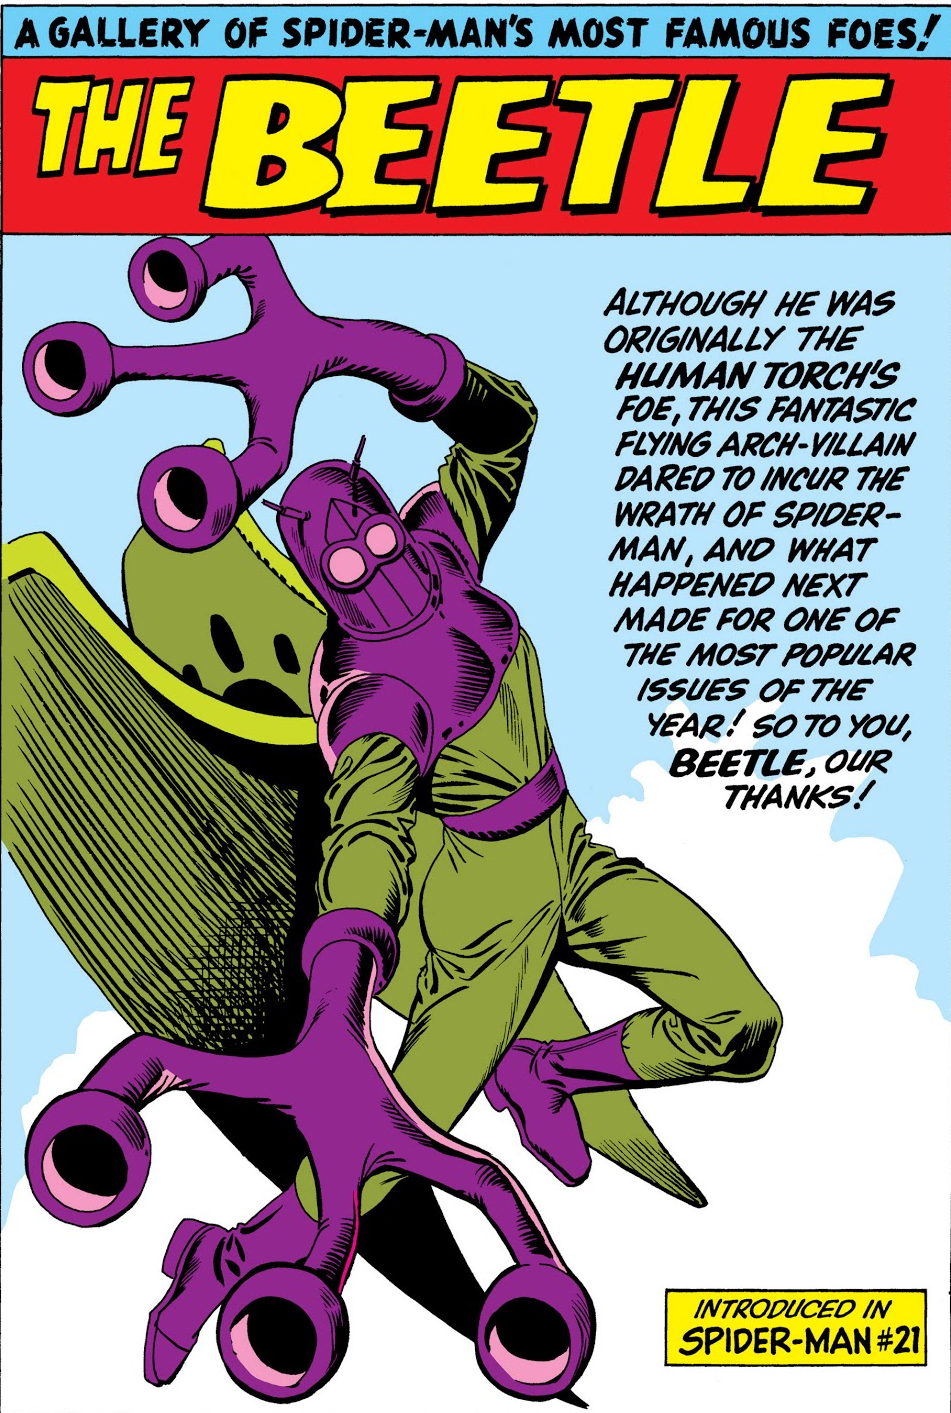 A GALLERY OF SPIDER-MAN'S MOST FAMOUS FOES!
THE BEETLE
ALTHOUGH HE WAS
ORIGINALLY THE
HUMAN TORCH'S
FOE, THIS FANTASTIC
FLYING ARCH-VILLAIN
DARED TO INCUR THE
WRATH OF SPIDER-
MAN, AND WHAT
HAPPENED NEXT
MADE FOR ONE OF
THE MOST POPULAR
ISSUES OF THE
YEAR! SO TO YOU,
BEETLE, OUR
THANKS!
INTRODUCED IN
SPIDER-MAN #21